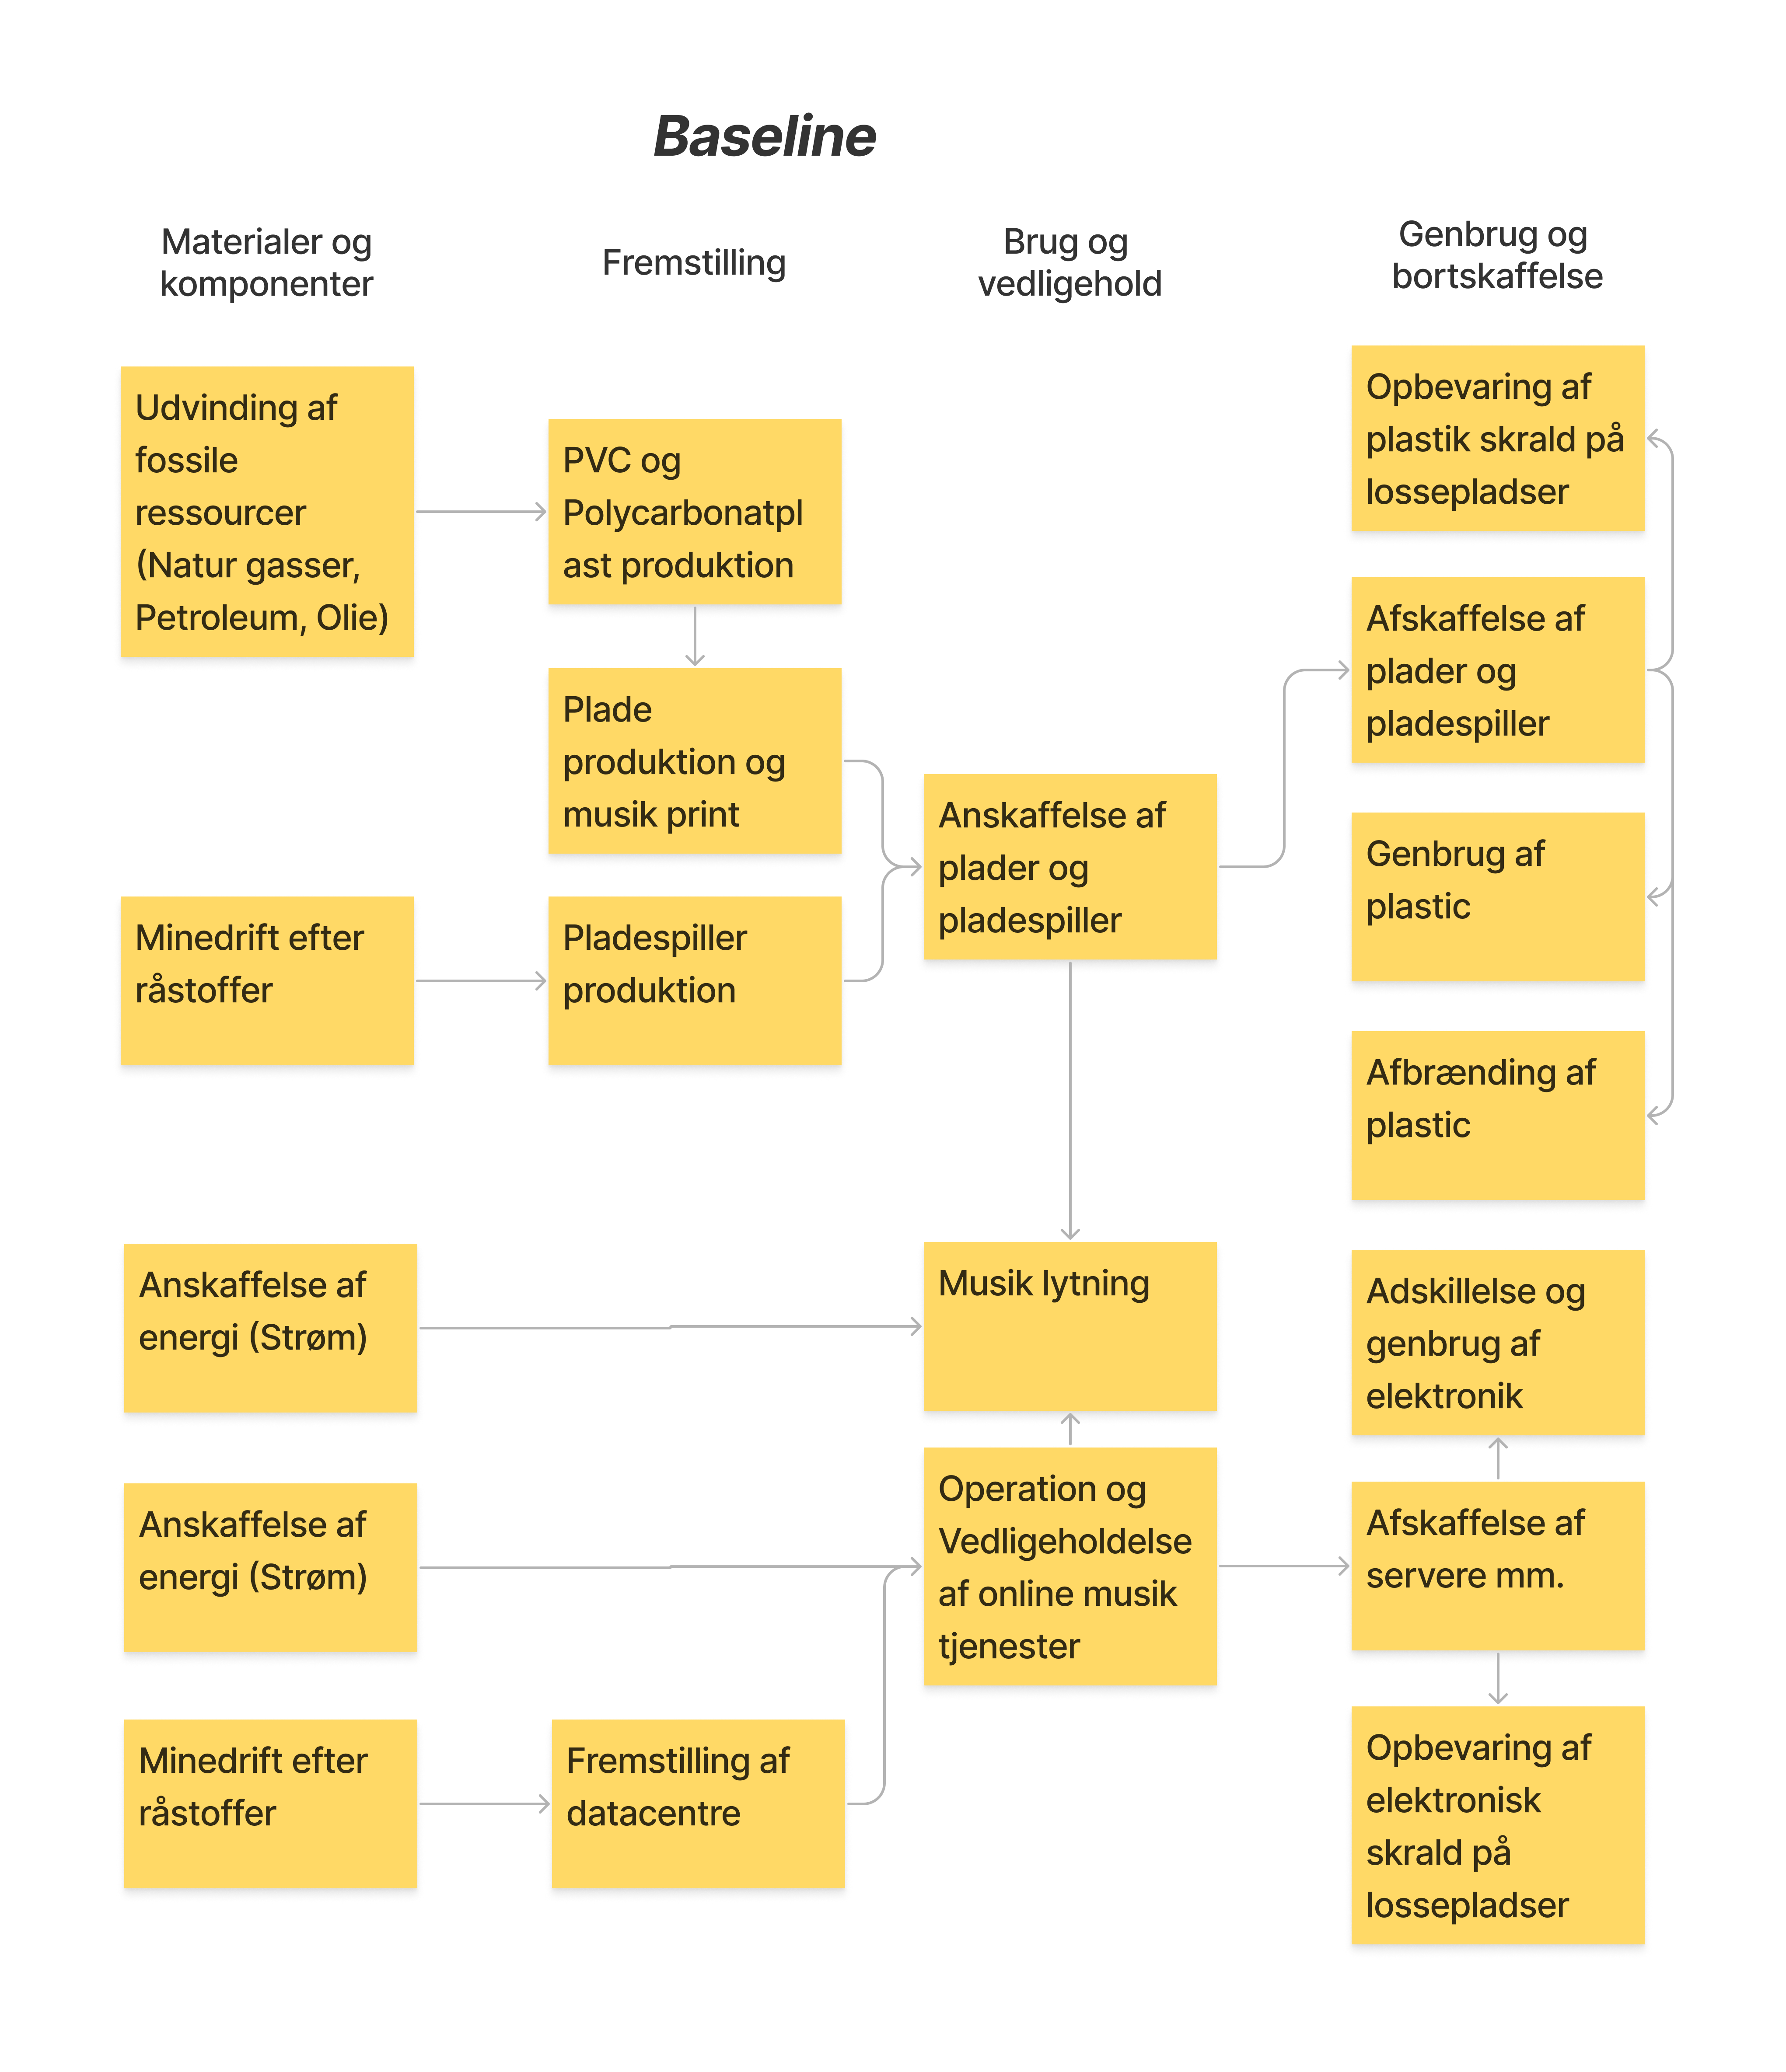 Baseline
Materialer og
komponenter
Fremstilling
Brug og
vedligehold
Genbrug og
bortskaffelse
Udvinding af
fossile
ressourcer
(Natur gasser,
Petroleum, Olie)
Minedrift efter
råstoffer
Anskaffelse af
energi (Strøm)
Anskaffelse af
energi (Strøm)
Minedrift efter
råstoffer
PVC og
Polycarbonatpl
ast produktion
Plade
produktion og
musik print
Pladespiller
produktion
Fremstilling af
datacentre
Anskaffelse af
plader og
pladespiller
Musik lytning
Operation og
Vedligeholdelse
af online musik
tjenester
Opbevaring af
plastik skrald på
lossepladser
Afskaffelse af
plader og
pladespiller
Genbrug af
plastic
Afbrænding af
plastic
Adskillelse og
genbrug af
elektronik
Afskaffelse af
servere mm.
Opbevaring af
elektronisk
skrald på
lossepladser